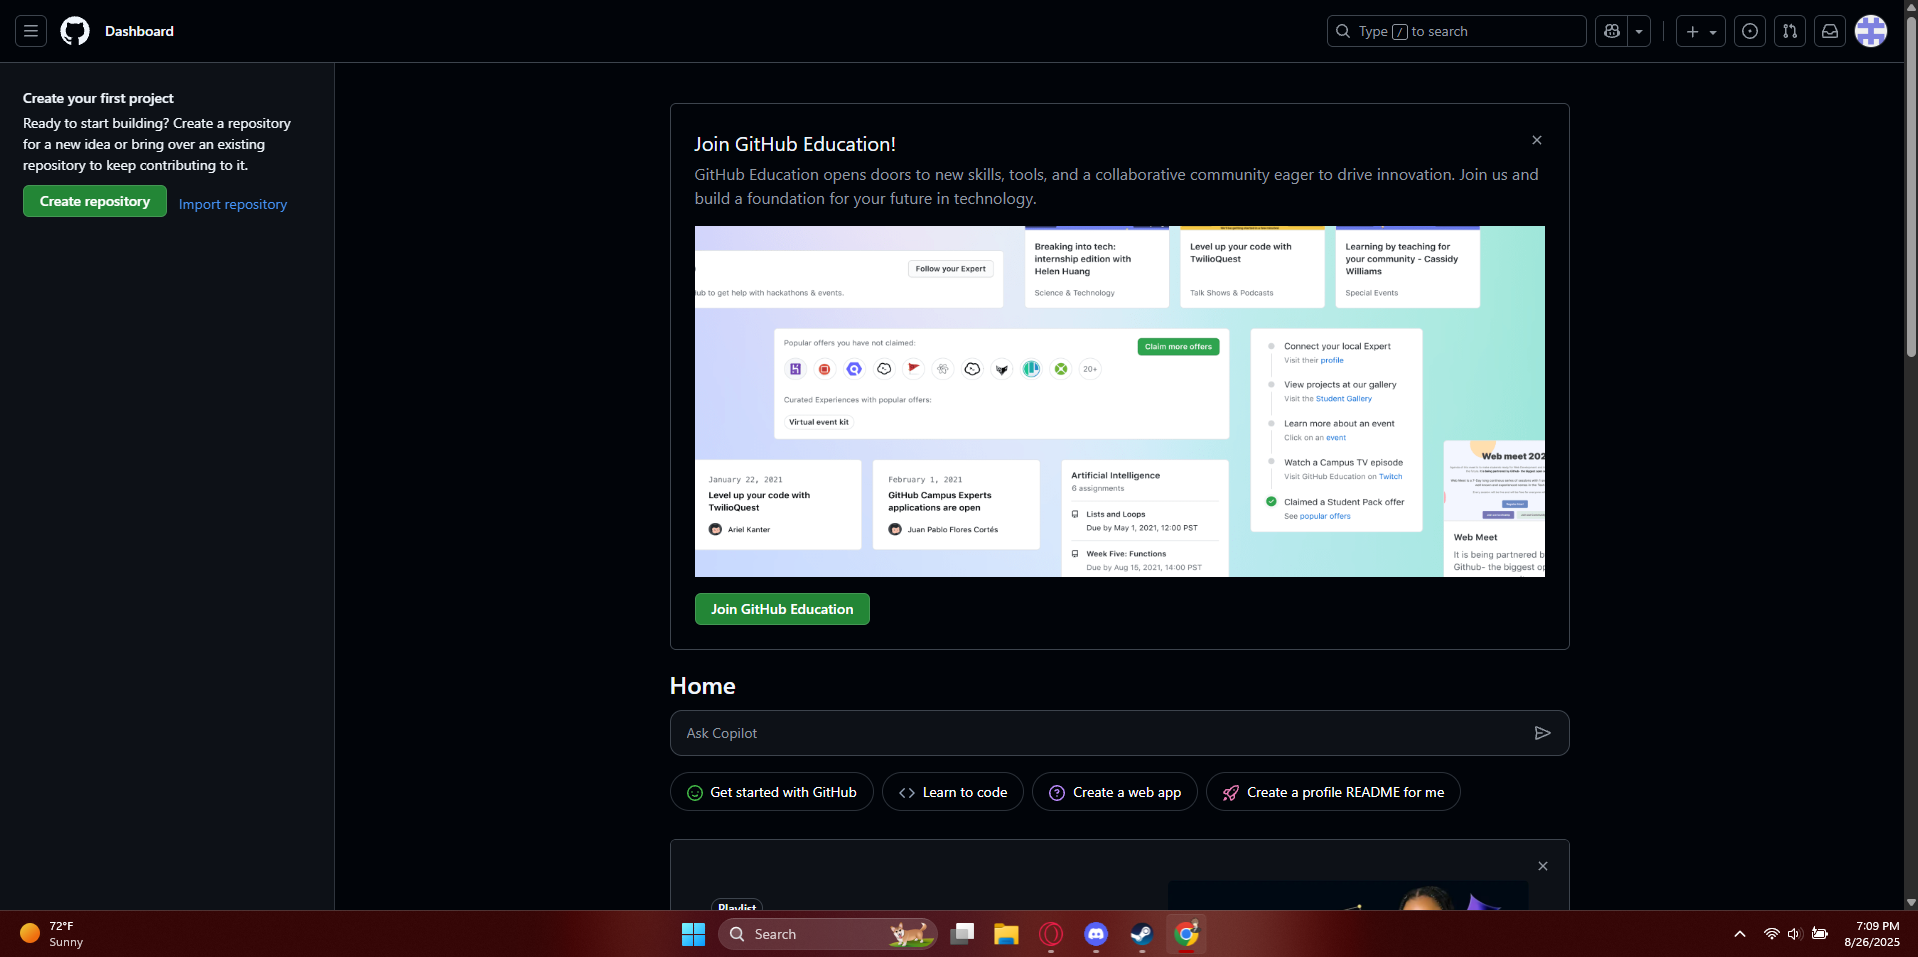 Dashboard
Type / to search
Create your first project
Ready to start building? Create a repository
for a new idea or bring over an existing
repository to keep contributing to it.
Create repository
Import repository
Join GitHub Education!
GitHub Education opens doors to new skills, tools, and a collaborative community eager to drive innovation. Join us and
build a foundation for your future in technology.
Follow your Expert
ub to get help with hackathons & events.
Breaking into tech:
internship edition with
Helen Huang
Science & Technology
Level up your code with
TwilioQuest
Talk Shows & Podcasts
Learning by teaching for
your community - Cassidy
Williams
Special Events
Popular offers you have not claimed:
Claim more offers
20+
Curated Experiences with popular offers:
Virtual event kit
Connect your local Expert
Visit their profile
View projects at our gallery
Visit the Student Gallery
Learn more about an event
Click on an event
Watch a Campus TV episode
Visit GitHub Education on Twitch
Claimed a Student Pack offer
See popular offers
January 22, 2021
Level up your code with
TwilioQuest
Ariel Kanter
February 1, 2021
GitHub Campus Experts
applications are open
Juan Pablo Flores Cortés
Artificial Intelligence
6 assignments
Lists and Loops
Due by May 1, 2021, 12:00 PST
Week Five: Functions
Due by Aug 15, 2021, 14:00 PST
Web meet 202
Web Meet
It is being partnered b
Github- the biggest op
Join GitHub Education
Home
Ask Copilot
Get started with GitHub
Learn to code
Create a web app
Create a profile README for me
Playlist
72°F
Sunny
Search
7:09 PM
8/26/2025